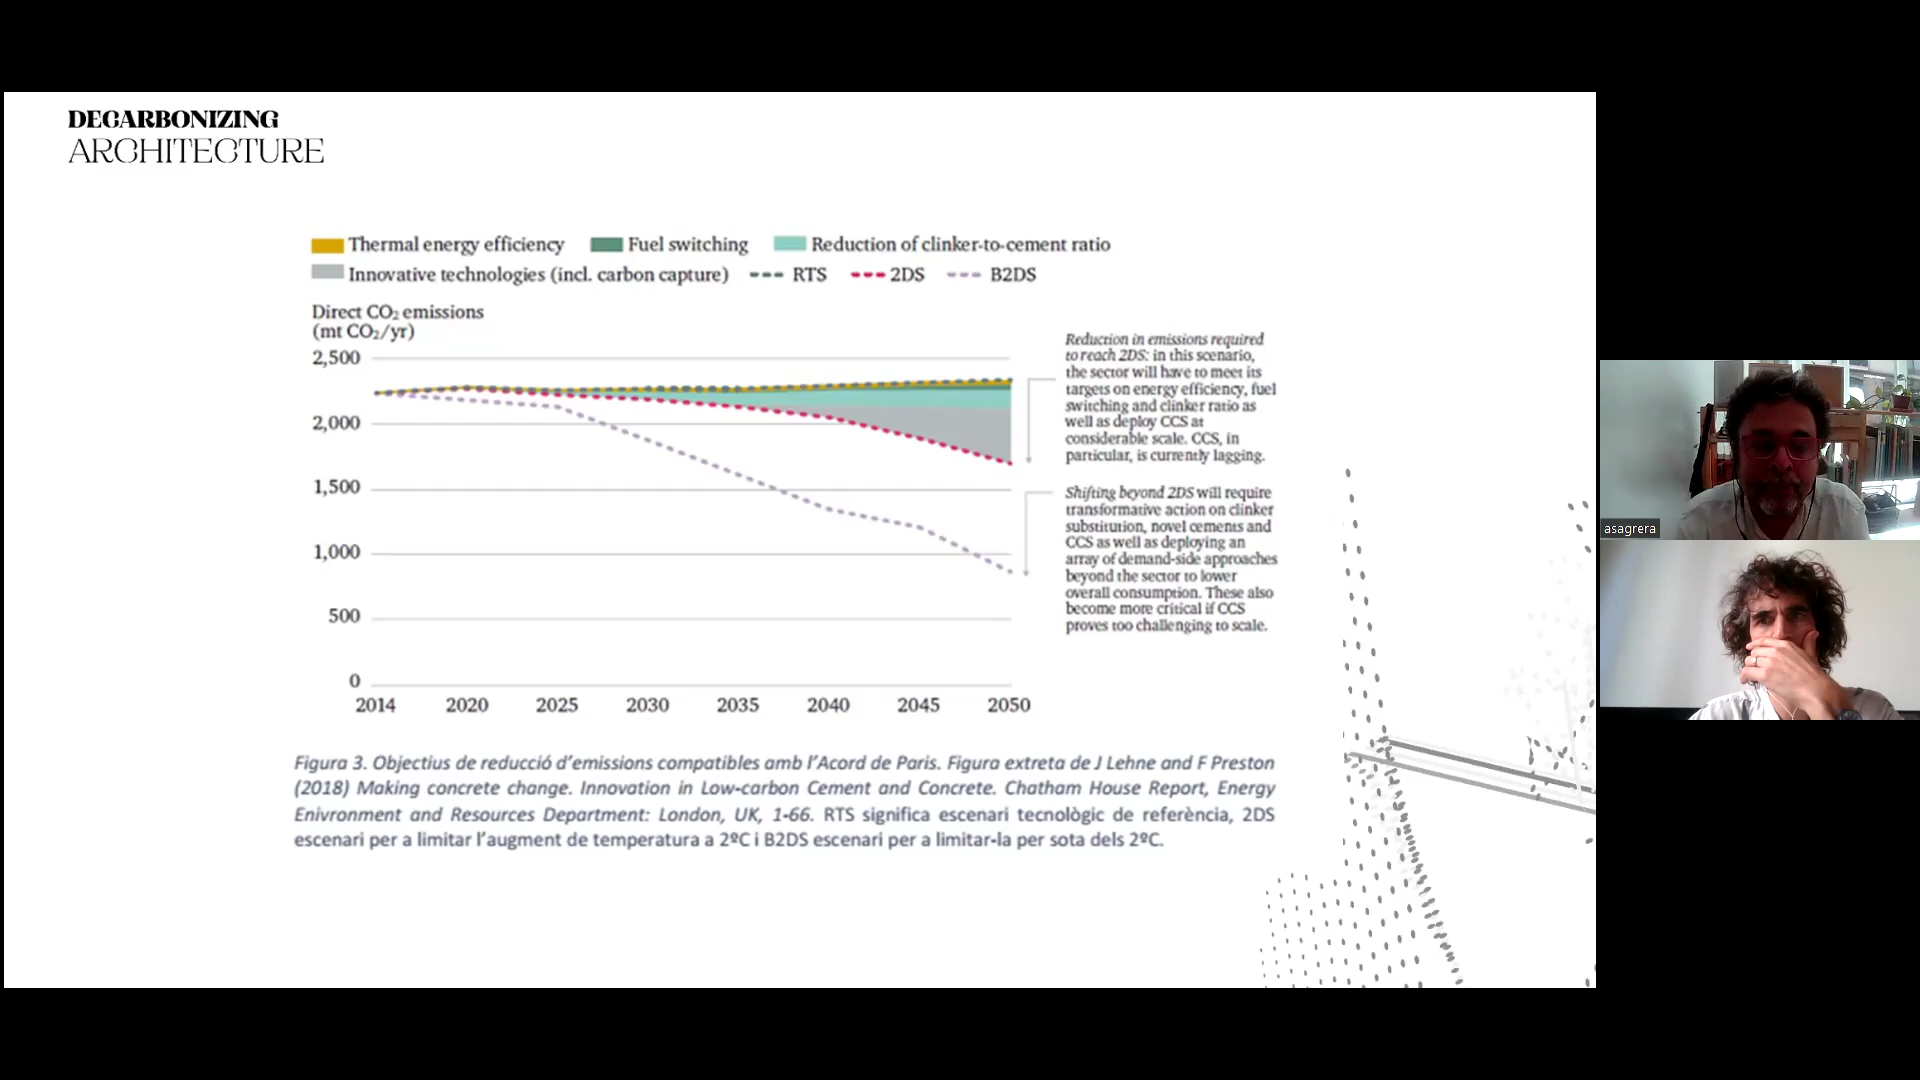 DECARBONIZING
ARCHITECTURE
Thermal energy efficiency Fuel switching Reduction of clinker-to-cement ratio
Innovative technologies (incl. carbon capture) RTS 2DS B2DS
Direct CO₂ emissions
(mt CO₂/yr)
2,500
2,000
1,500
1,000
500
0
2014 2020 2025 2030 2035 2040 2045 2050
Reduction in emissions required
to reach 2DS: in this scenario,
the sector will have to meet its
targets on energy efficiency, fuel
switching and clinker ratio as
well as deploy CCS at
considerable scale. CCS, in
particular, is currently lagging.
Shifting beyond 2DS will require
transformative action on clinker
substitution, novel cements and
CCS as well as deploying an
array of demand-side approaches
beyond the sector to lower
overall consumption. These also
become more critical if CCS
proves too challenging to scale.
Figura 3. Objectius de reducció d'emissions compatibles amb l'Acord de Paris. Figura extreta de J Lehne and F Preston
(2018) Making concrete change. Innovation in Low-carbon Cement and Concrete. Chatham House Report, Energy
Enivronment and Resources Department: London, UK, 1-66. RTS significa escenari tecnològic de referència, 2DS
escenari per a limitar l'augment de temperatura a 2ºC i B2DS escenari per a limitar-la per sota dels 2ºC.
asagrera